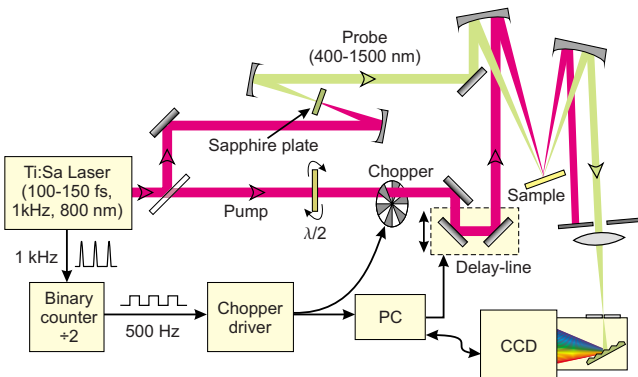 Probe
(400-1500 nm)
Sapphire plate
Ti:Sa Laser
(100-150 fs,
1kHz, 800 nm)
Pump
λ/2
Chopper
Sample
Delay-line
1 kHz
Binary
counter
÷2
500 Hz
Chopper
driver
PC
CCD